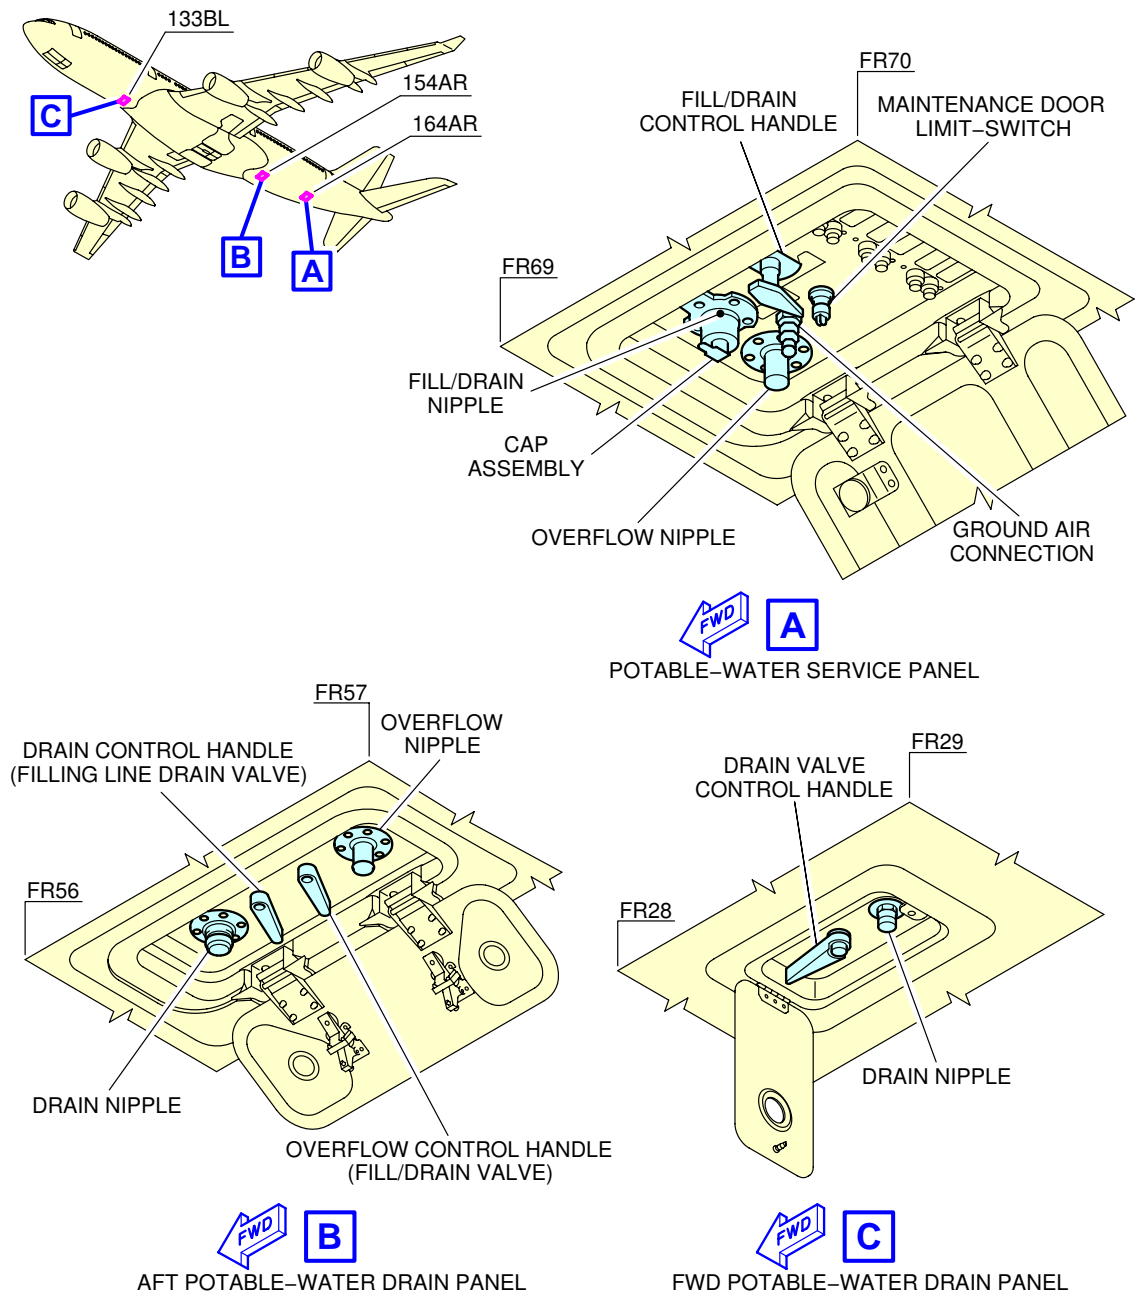 133BL
154AR
164AR
C
B
A
FR70
FILL/DRAIN
CONTROL HANDLE
MAINTENANCE DOOR
LIMIT–SWITCH
FR69
FILL/DRAIN
NIPPLE
CAP
ASSEMBLY
OVERFLOW NIPPLE
GROUND AIR
CONNECTION
FWD
A
POTABLE–WATER SERVICE PANEL
FR57
OVERFLOW
NIPPLE
DRAIN CONTROL HANDLE
(FILLING LINE DRAIN VALVE)
FR56
DRAIN NIPPLE
OVERFLOW CONTROL HANDLE
(FILL/DRAIN VALVE)
FWD
B
AFT POTABLE–WATER DRAIN PANEL
FR29
DRAIN VALVE
CONTROL HANDLE
FR28
DRAIN NIPPLE
FWD
C
FWD POTABLE–WATER DRAIN PANEL